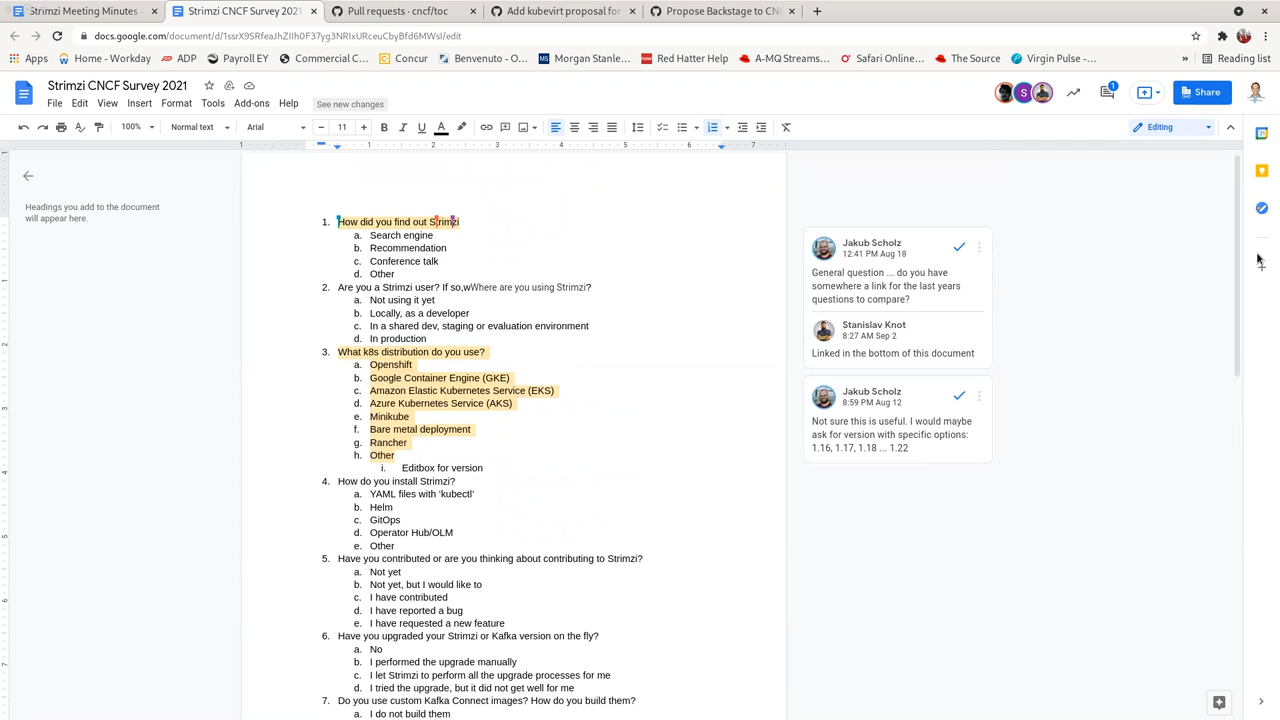 Strimzi Meeting Minutes -
Strimzi CNCF Survey 2021
Pull requests · cncf/toc
Add kubevirt proposal for
Propose Backstage to CN
docs.google.com/document/d/1ssrX9SRfeaJhZIIh0F37yg3NRIxURceuCbyBfd6MWsI/edit
Apps
Home - Workday
ADP
Payroll EY
Commercial C...
Concur
Benvenuto - O...
Morgan Stanle...
Red Hatter Help
A-MQ Streams...
Safari Online...
The Source
Virgin Pulse -...
»
Reading list
Strimzi CNCF Survey 2021
File Edit View Insert Format Tools Add-ons Help
See new changes
1
Share
100%
Normal text
Arial
11
Editing
1 1 2 3 4 5 6 7
Headings you add to the document
will appear here.
1. How did you find out Strimzi
a. Search engine
b. Recommendation
c. Conference talk
d. Other
2. Are you a Strimzi user? If so,wWhere are you using Strimzi?
a. Not using it yet
b. Locally, as a developer
c. In a shared dev, staging or evaluation environment
d. In production
3. What k8s distribution do you use?
a. Openshift
b. Google Container Engine (GKE)
c. Amazon Elastic Kubernetes Service (EKS)
d. Azure Kubernetes Service (AKS)
e. Minikube
f. Bare metal deployment
g. Rancher
h. Other
i. Editbox for version
4. How do you install Strimzi?
a. YAML files with ‘kubectl’
b. Helm
c. GitOps
d. Operator Hub/OLM
e. Other
5. Have you contributed or are you thinking about contributing to Strimzi?
a. Not yet
b. Not yet, but I would like to
c. I have contributed
d. I have reported a bug
e. I have requested a new feature
6. Have you upgraded your Strimzi or Kafka version on the fly?
a. No
b. I performed the upgrade manually
c. I let Strimzi to perform all the upgrade processes for me
d. I tried the upgrade, but it did not get well for me
7. Do you use custom Kafka Connect images? How do you build them?
a. I do not build them
Jakub Scholz
12:41 PM Aug 18
General question ... do you have
somewhere a link for the last years
questions to compare?
Stanislav Knot
8:27 AM Sep 2
Linked in the bottom of this document
Jakub Scholz
8:59 PM Aug 12
Not sure this is useful. I would maybe
ask for version with specific options:
1.16, 1.17, 1.18 ... 1.22